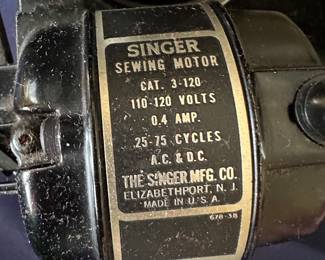 SINGER
SEWING MOTOR
CAT. 3-120
110-120 VOLTS
0.4 AMP.
25-75 CYCLES
A.C. & D.C.
THE SINGER MFG. CO.
ELIZABETHPORT, N. J.
MADE IN U. S. A.
678-38